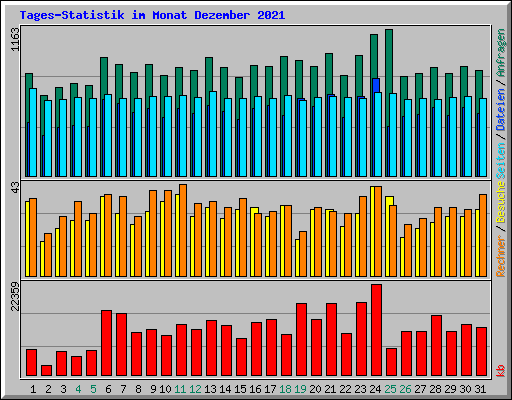 Tages-Statistik im Monat Dezember 2021
1163
43
22359
Rechner / Besuche Seiten / Dateien / Anfragen
kb
1 2 3 4 5 6 7 8 9 10 11 12 13 14 15 16 17 18 19 20 21 22 23 24 25 26 27 28 29 30 31